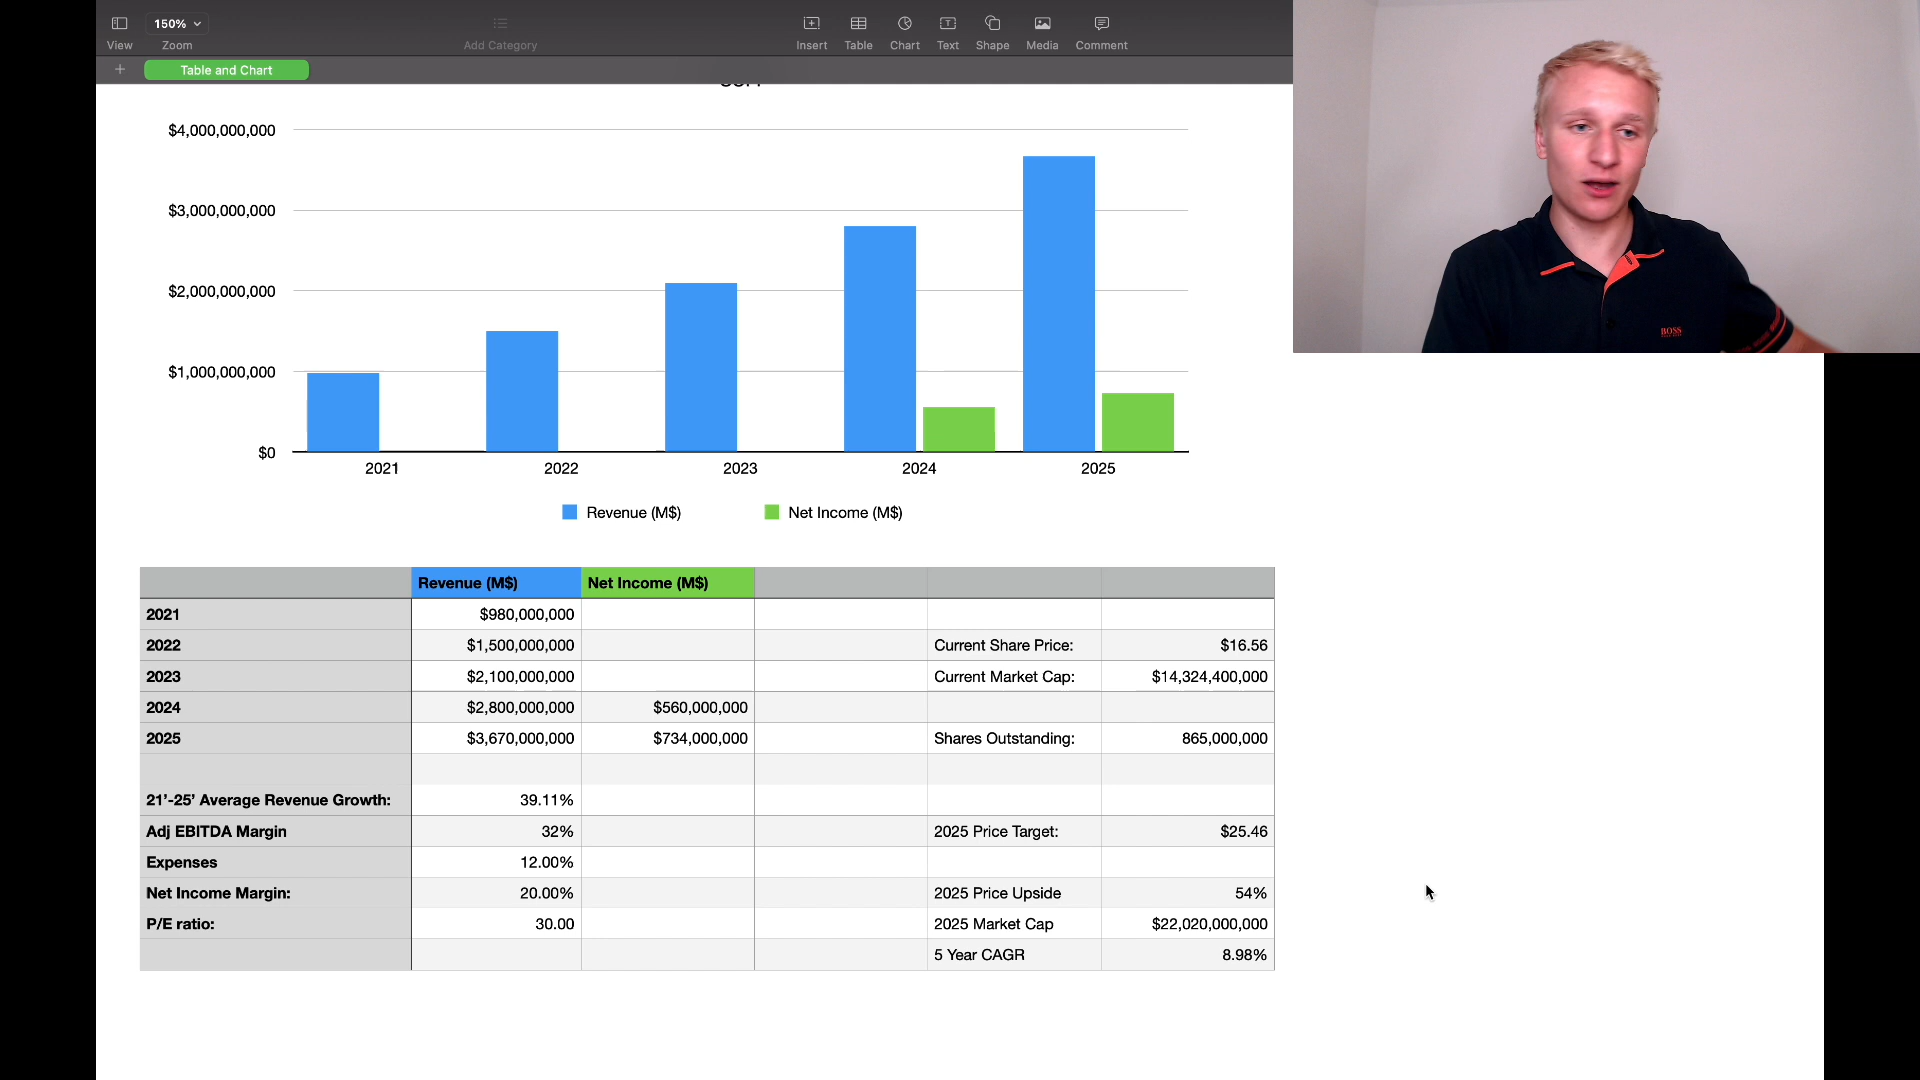 150%
View
Zoom
Add Category
Insert
Table
Chart
Text
Shape
Media
Comment
+
Table and Chart
$4,000,000,000
$3,000,000,000
$2,000,000,000
$1,000,000,000
$0
2021 2022 2023 2024 2025
Revenue (M$) Net Income (M$)
Revenue (M$) Net Income (M$)
2021 $980,000,000
2022 $1,500,000,000 Current Share Price: $16.56
2023 $2,100,000,000 Current Market Cap: $14,324,400,000
2024 $2,800,000,000 $560,000,000
2025 $3,670,000,000 $734,000,000 Shares Outstanding: 865,000,000
21’-25’ Average Revenue Growth: 39.11%
Adj EBITDA Margin 32% 2025 Price Target: $25.46
Expenses 12.00%
Net Income Margin: 20.00% 2025 Price Upside 54%
P/E ratio: 30.00 2025 Market Cap $22,020,000,000
5 Year CAGR 8.98%
BOSS